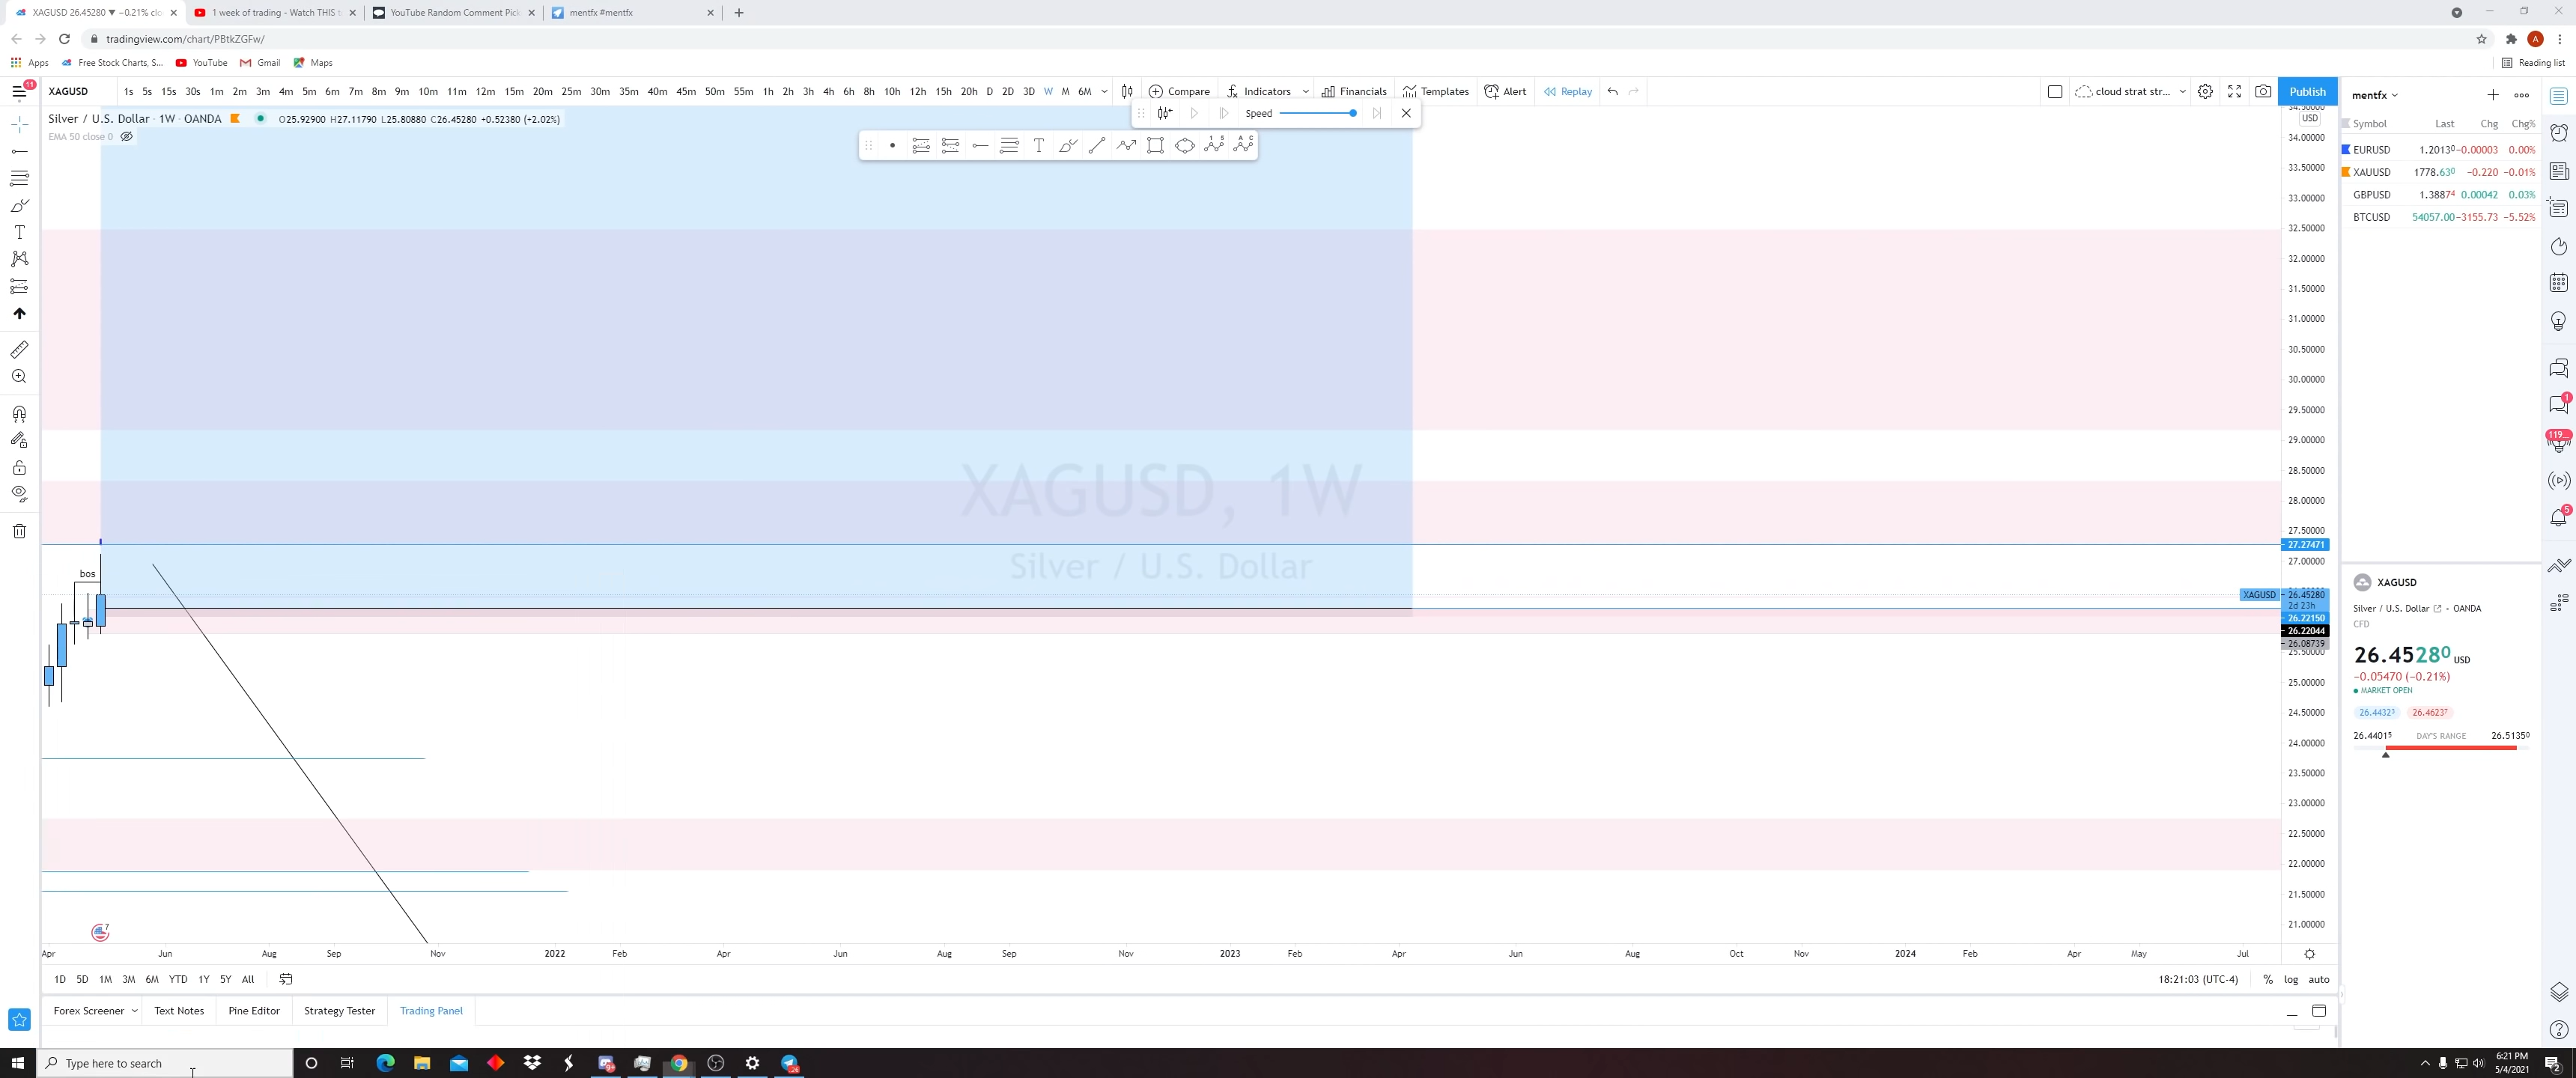 XAGUSD 26.45280 ▼ −0.21% clo
1 week of trading - Watch THIS t
YouTube Random Comment Pick
mentfx #mentfx
tradingview.com/chart/PBtkZGFw/
Apps Free Stock Charts, S... YouTube Gmail Maps Reading list
11
XAGUSD 1s 5s 15s 30s 1m 2m 3m 4m 5m 6m 7m 8m 9m 10m 11m 12m 15m 20m 25m 30m 35m 40m 45m 50m 55m 1h 2h 3h 4h 6h 8h 10h 12h 15h 20h D 2D 3D W M 6M Compare Indicators Financials Templates Alert Replay cloud strat str... Publish
Silver / U.S. Dollar · 1W · OANDA O25.92900 H27.11790 L25.80880 C26.45280 +0.52380 (+2.02%)
EMA 50 close 0
Speed
XAGUSD, 1W
Silver / U.S. Dollar
bos
USD
34.00000
33.50000
33.00000
32.50000
32.00000
31.50000
31.00000
30.50000
30.00000
29.50000
29.00000
28.50000
28.00000
27.50000
27.27471
27.00000
XAGUSD 26.45280
2d 23h
26.22150
26.22044
26.08739
25.50000
25.00000
24.50000
24.00000
23.50000
23.00000
22.50000
22.00000
21.50000
21.00000
7
Apr Jun Aug Sep Nov 2022 Feb Apr Jun Aug Sep Nov 2023 Feb Apr Jun Aug Oct Nov 2024 Feb Apr May Jul
1D 5D 1M 3M 6M YTD 1Y 5Y All 18:21:03 (UTC-4) % log auto
Forex Screener Text Notes Pine Editor Strategy Tester Trading Panel
mentfx
Symbol Last Chg Chg%
EURUSD 1.20130 −0.00003 0.00%
XAUUSD 1778.630 −0.220 −0.01%
GBPUSD 1.38874 0.00042 0.03%
BTCUSD 54057.00 −3155.73 −5.52%
XAGUSD
Silver / U.S. Dollar • OANDA
CFD
26.45280 USD
−0.05470 (−0.21%)
MARKET OPEN
26.44323 26.46237
26.44015 DAY'S RANGE 26.51350
1
119...
5
Type here to search
6:21 PM
5/4/2021
2